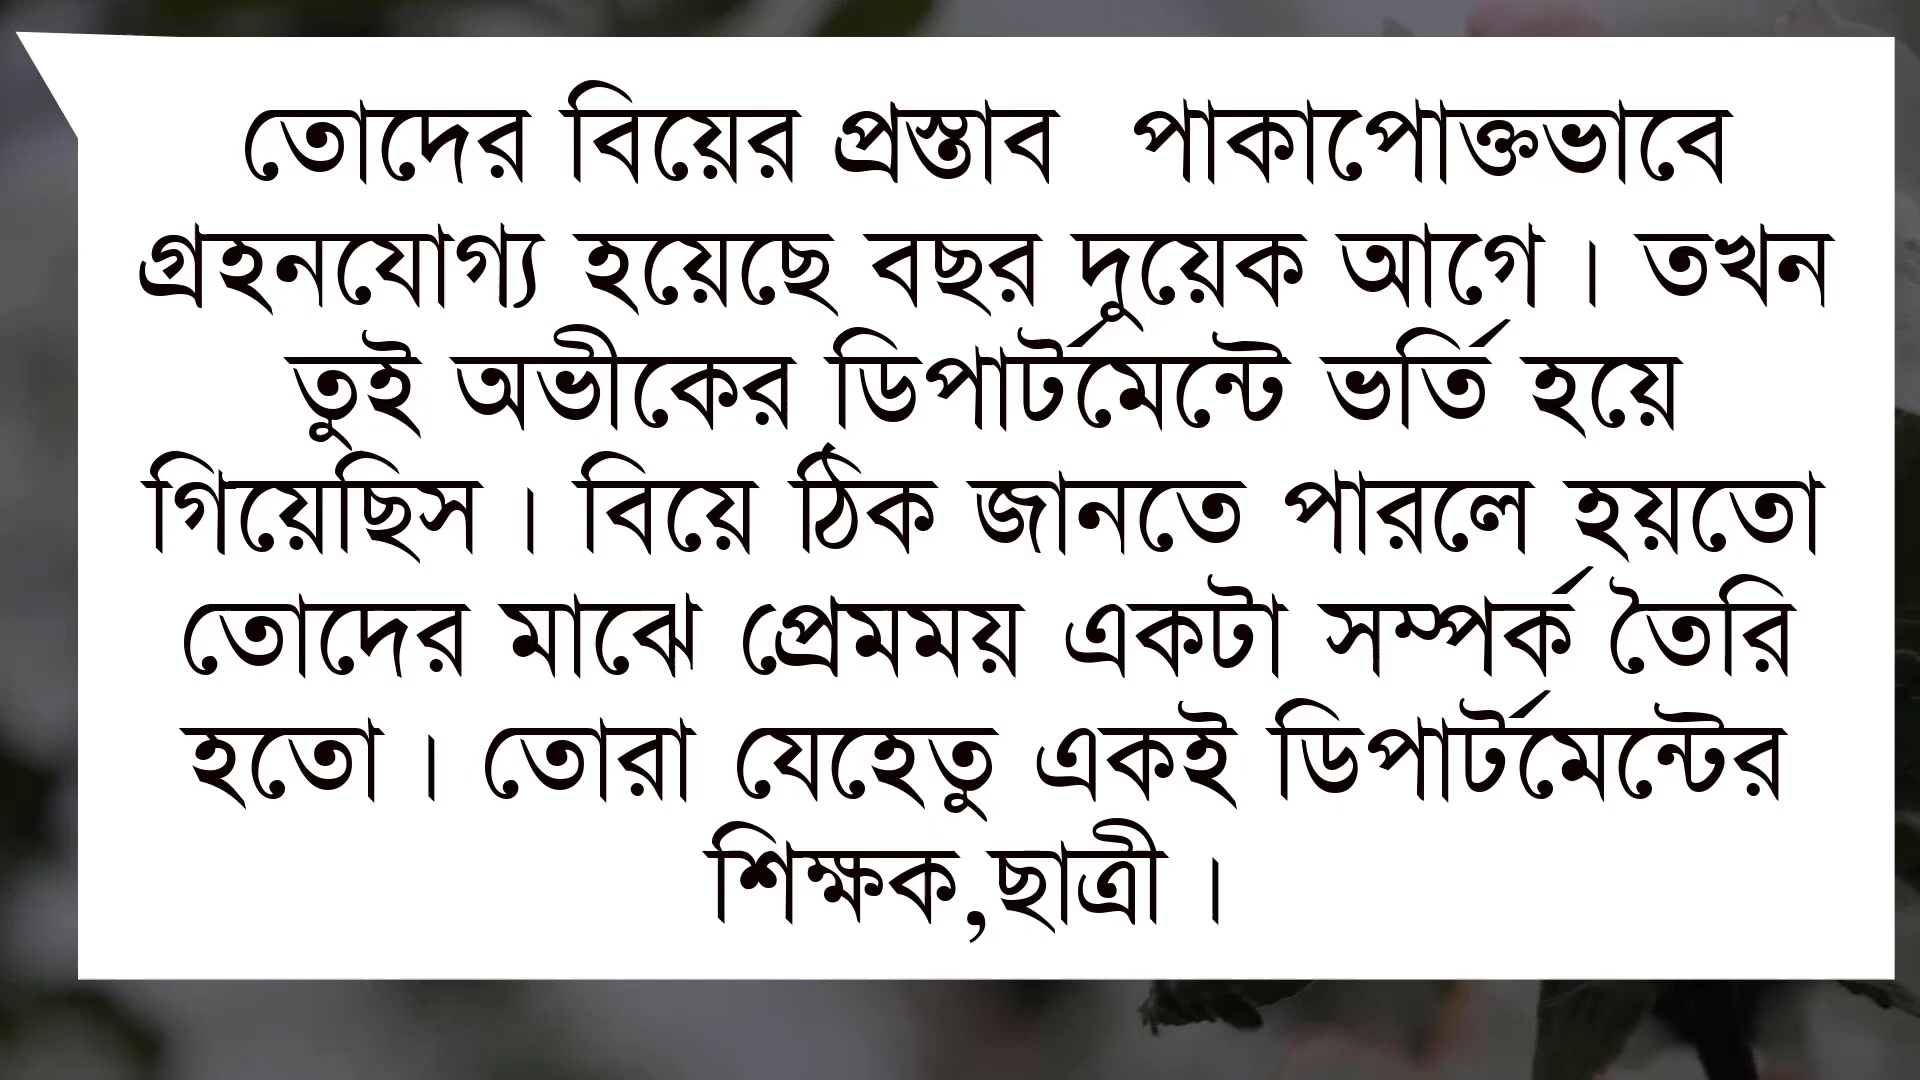 তোদের বিয়ের প্রস্তাব  পাকাপোক্তভাবে
গ্রহনযোগ্য হয়েছে বছর দুয়েক আগে । তখন
তুই অভীকের ডিপার্টমেন্টে ভর্তি হয়ে
গিয়েছিস । বিয়ে ঠিক জানতে পারলে হয়তো
তোদের মাঝে প্রেমময় একটা সম্পর্ক তৈরি
হতো । তোরা যেহেতু একই ডিপার্টমেন্টের
শিক্ষক,ছাত্রী ।